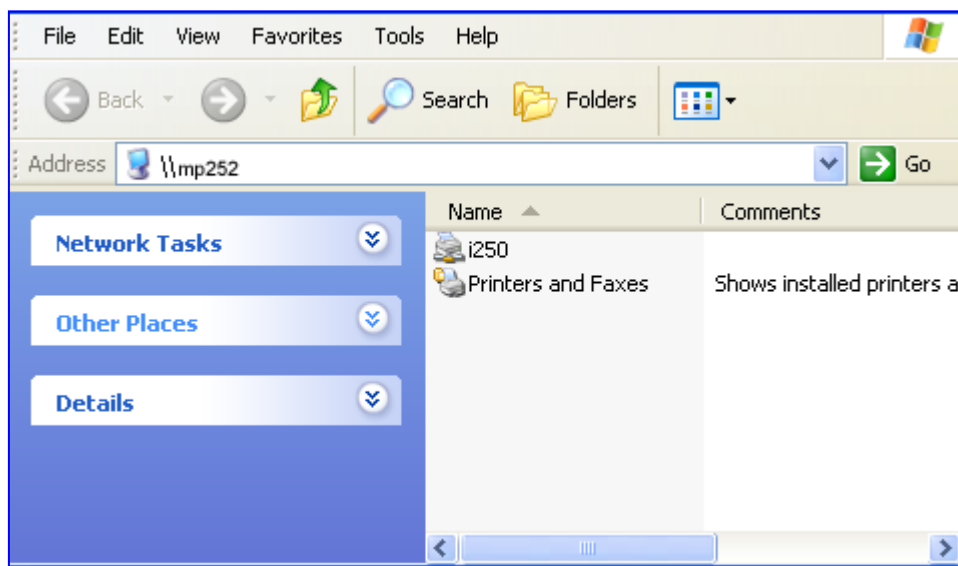 File Edit View Favorites Tools Help
Back Search Folders
Address \\mp252 Go
Name Comments
Network Tasks
i250
Printers and Faxes Shows installed printers a
Other Places
Details